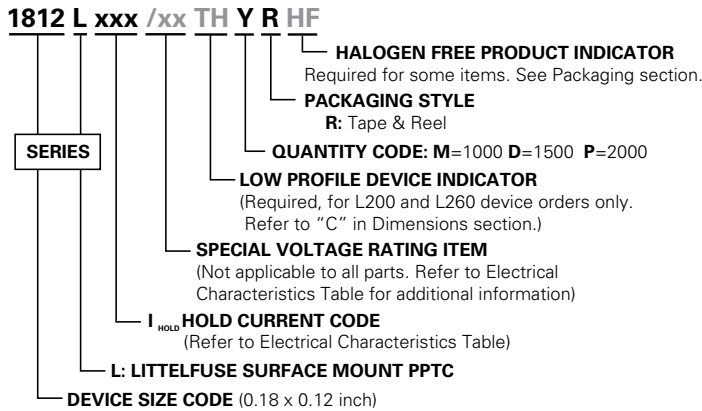 1812 L xxx /xx TH Y R HF
HALOGEN FREE PRODUCT INDICATOR
Required for some items. See Packaging section.
PACKAGING STYLE
R: Tape & Reel
SERIES
QUANTITY CODE: M=1000 D=1500 P=2000
LOW PROFILE DEVICE INDICATOR
(Required, for L200 and L260 device orders only.
Refer to “C” in Dimensions section.)
SPECIAL VOLTAGE RATING ITEM
(Not applicable to all parts. Refer to Electrical
Characteristics Table for additional information)
I HOLD HOLD CURRENT CODE
(Refer to Electrical Characteristics Table)
L: LITTELFUSE SURFACE MOUNT PPTC
DEVICE SIZE CODE (0.18 x 0.12 inch)